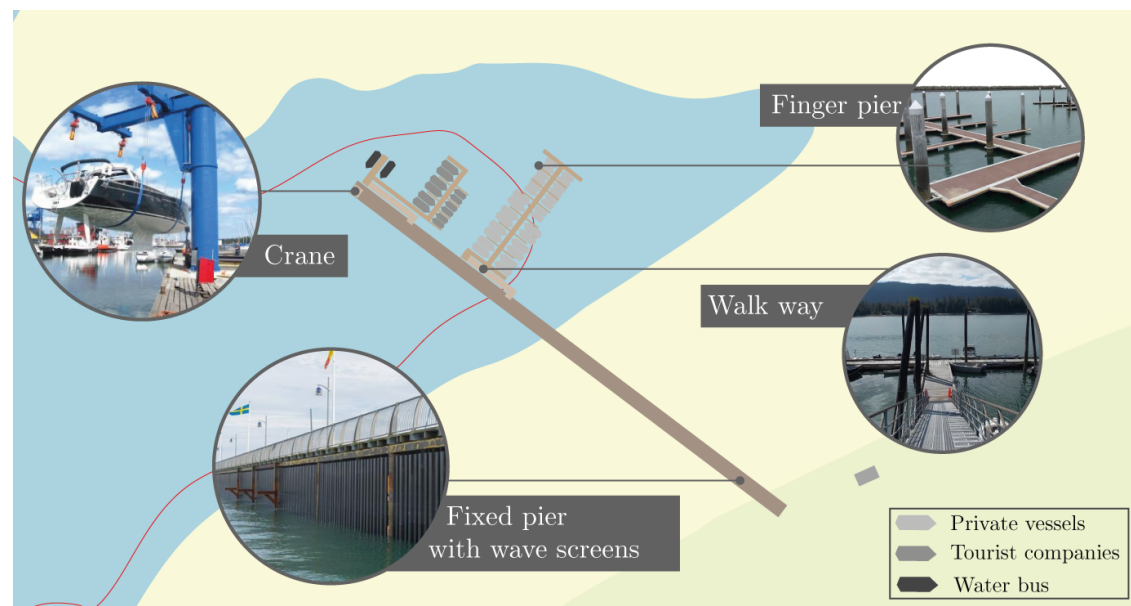 Finger pier
Crane
Walk way
Fixed pier
with wave screens
Private vessels
Tourist companies
Water bus